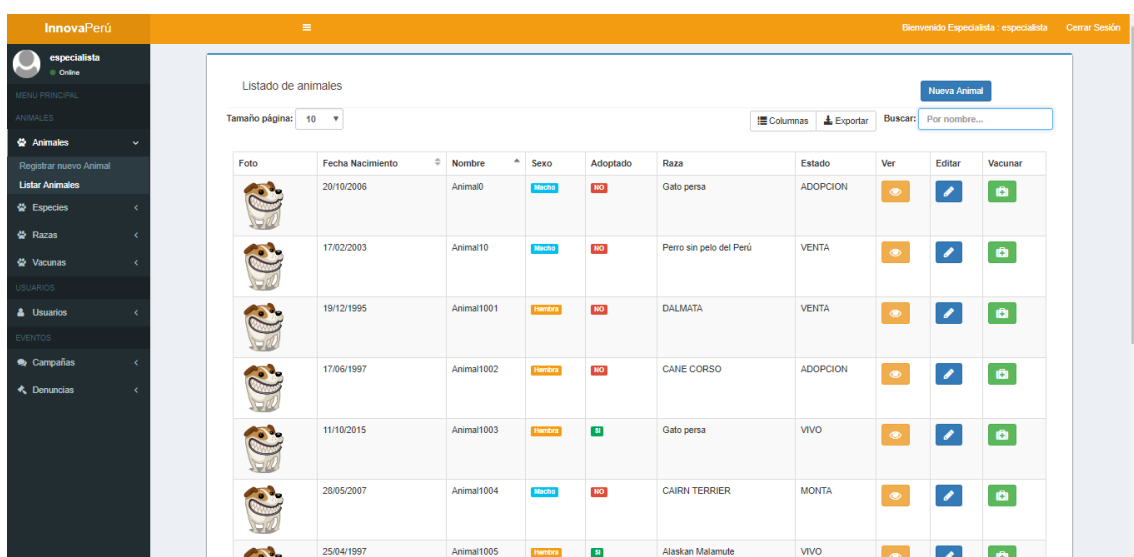 InnovaPerú
Bienvenido Especialista : especialista Cerrar Sesión
especialista
Online
MENU PRINCIPAL
ANIMALES
Animales
Registrar nuevo Animal
Listar Animales
Especies
Razas
Vacunas
USUARIOS
Usuarios
EVENTOS
Campañas
Denuncias
Listado de animales
Nueva Animal
Tamaño página: 10
Columnas Exportar Buscar: Por nombre...
Foto Fecha Nacimiento Nombre Sexo Adoptado Raza Estado Ver Editar Vacunar
20/10/2006 Animal0 Macho NO Gato persa ADOPCION
17/02/2003 Animal10 Macho NO Perro sin pelo del Perú VENTA
19/12/1995 Animal1001 Hembra NO DALMATA VENTA
17/06/1997 Animal1002 Hembra NO CANE CORSO ADOPCION
11/10/2015 Animal1003 Hembra SI Gato persa VIVO
28/05/2007 Animal1004 Macho NO CAIRN TERRIER MONTA
25/04/1997 Animal1005 Hembra SI Alaskan Malamute VIVO